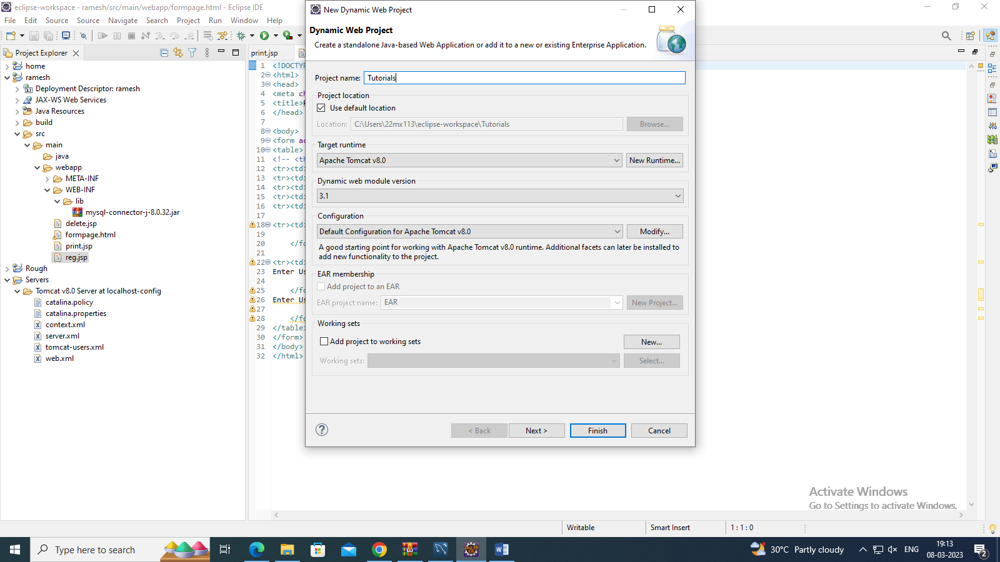 eclipse-workspace - ramesh/src/main/webapp/formpage.html - Eclipse IDE
File Edit Source Source Navigate Search Project Run Window Help
Project Explorer
home
ramesh
3.1 Deployment Descriptor: ramesh
JAX-WS Web Services
Java Resources
build
src
main
java
webapp
META-INF
WEB-INF
lib
mysql-connector-j-8.0.32.jar
delete.jsp
formpage.html
print.jsp
reg.jsp
Rough
Servers
Tomcat v8.0 Server at localhost-config
catalina.policy
catalina.properties
context.xml
server.xml
tomcat-users.xml
web.xml
print.jsp
1 <!DOCTYP
2 <html>
3 <head>
4 <meta ch
5 <title>
6 </head>
7
8 <body>
9 <form ac
10 <table>
11 <!-- <th
12 <tr><td>
13 <tr><td>
14 <tr><td>
15 <tr><td>
16 <tr><td>
17
18 <tr><td>
19
20 </fo
21
22 <tr><td>
23 Enter Us
24
25 </fo
26 Enter Us
27
28 </fo
29 </table>
30 </form>
31 </body>
32 </html>
New Dynamic Web Project
Dynamic Web Project
Create a standalone Java-based Web Application or add it to a new or existing Enterprise Application.
Project name: Tutorials
Project location
Use default location
Location: C:\Users\22mx113\eclipse-workspace\Tutorials Browse...
Target runtime
Apache Tomcat v8.0 New Runtime...
Dynamic web module version
3.1
Configuration
Default Configuration for Apache Tomcat v8.0 Modify...
A good starting point for working with Apache Tomcat v8.0 runtime. Additional facets can later be installed to
add new functionality to the project.
EAR membership
Add project to an EAR
EAR project name: EAR New Project...
Working sets
Add project to working sets New...
Working sets: Select...
? < Back Next > Finish Cancel
Activate Windows
Go to Settings to activate Windows.
Writable Smart Insert 1 : 1 : 0
Type here to search
30°C Partly cloudy ENG
19:13
08-03-2023
2